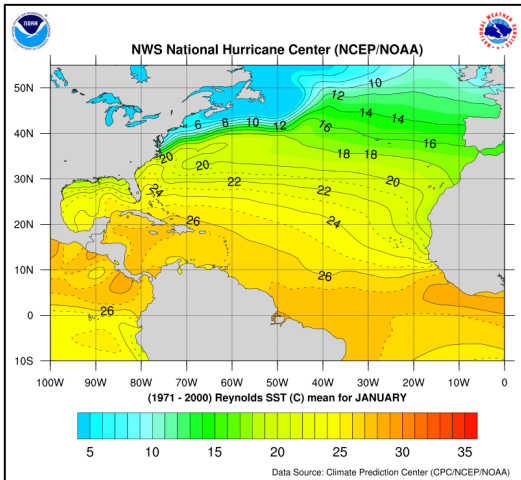 NOAA
NWS National Hurricane Center (NCEP/NOAA)
50N
40N
30N
20N
10N
0
10S
10
12
14
14
6
8
10
12
16
16
20
20
18
18
20
24
22
22
24
26
26
26
100W 90W 80W 70W 60W 50W 40W 30W 20W 10W 0
(1971 - 2000) Reynolds SST (C) mean for JANUARY
5 10 15 20 25 30 35
Data Source: Climate Prediction Center (CPC/NCEP/NOAA)